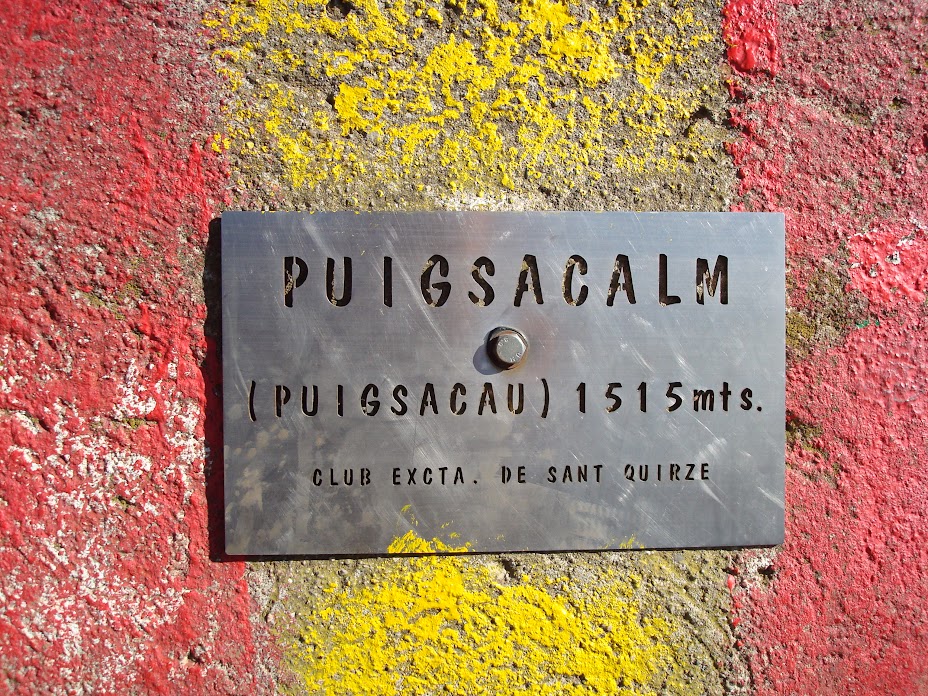 PUIGSACALM
(PUIGSACAU) 1515mts.
CLUB EXCTA. DE SANT QUIRZE